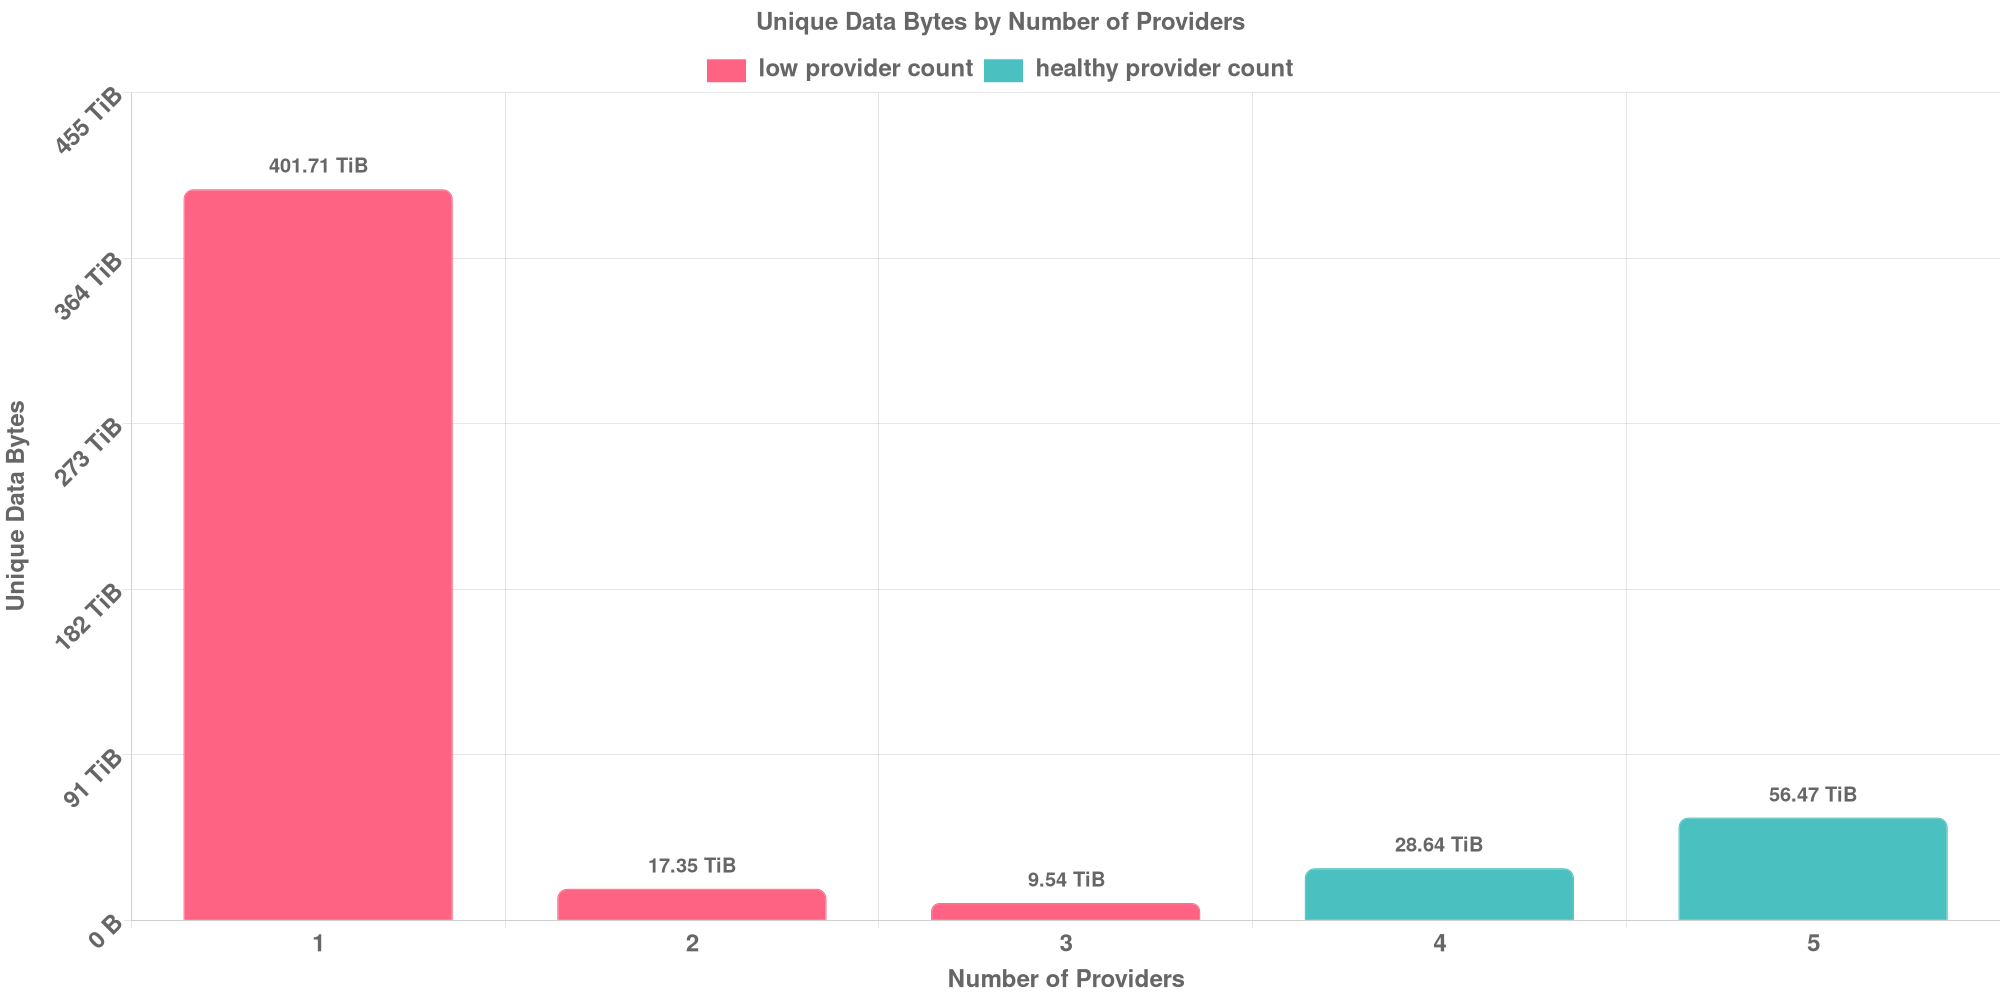 Unique Data Bytes by Number of Providers
low provider count healthy provider count
455 TiB
364 TiB
273 TiB
182 TiB
91 TiB
0 B
Unique Data Bytes
401.71 TiB
17.35 TiB
9.54 TiB
28.64 TiB
56.47 TiB
1 2 3 4 5
Number of Providers